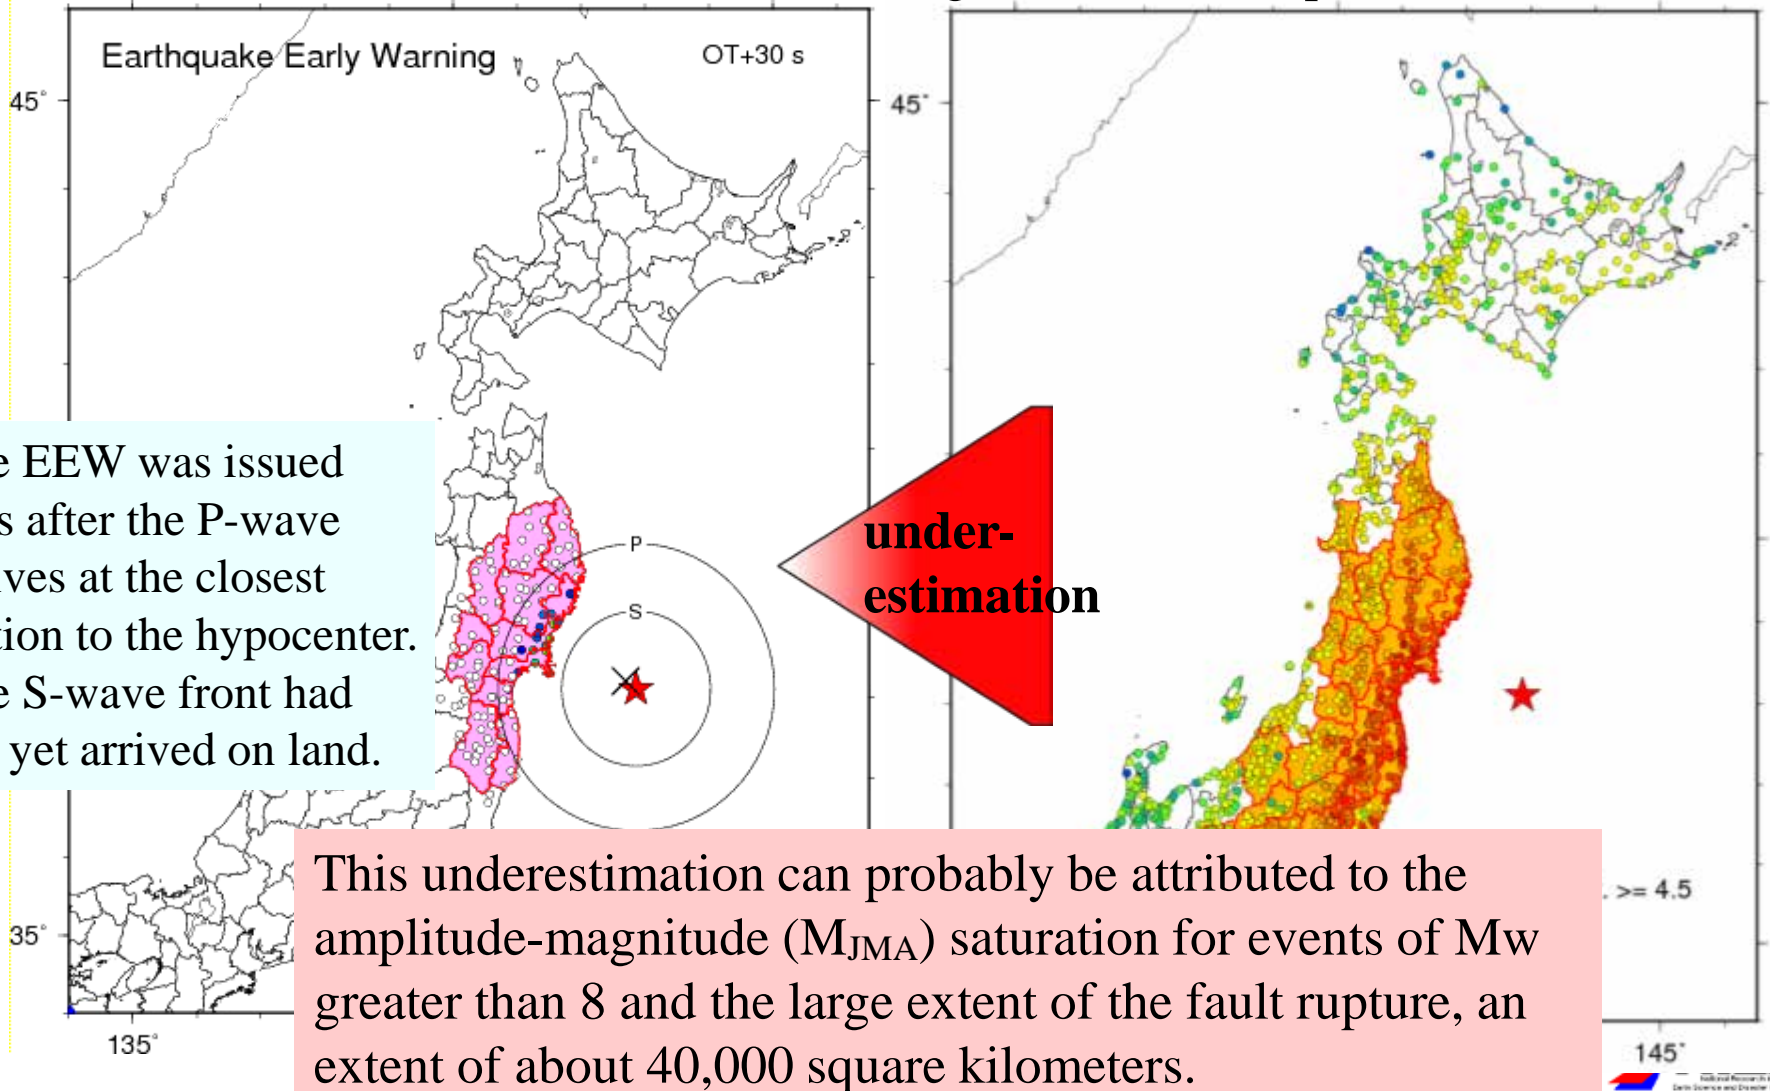 Earthquake Early Warning
OT+30 s
45°
45°
EEW was issued
after the P-wave
at the closest
to the hypocenter.
S-wave front had
yet arrived on land.
P
S
under-
estimation
35°
135°
>= 4.5
145°
This underestimation can probably be attributed to the
amplitude-magnitude (MJMA) saturation for events of Mw
greater than 8 and the large extent of the fault rupture, an
extent of about 40,000 square kilometers.